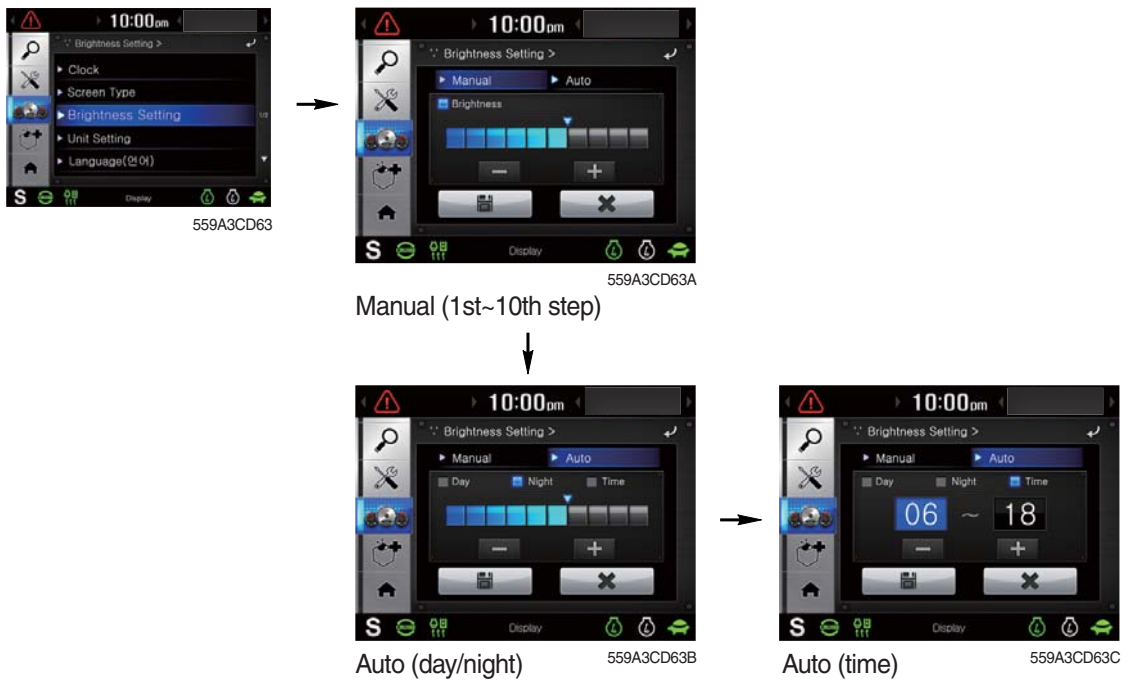 10:00pm
Brightness Setting >
Clock
Screen Type
Brightness Setting
1/2
Unit Setting
Language(언어)
S
Display
559A3CD63
10:00pm
Brightness Setting >
Manual Auto
Brightness
S
Display
559A3CD63A
Manual (1st~10th step)
10:00pm
Brightness Setting >
Manual Auto
Day Night Time
S
Display
559A3CD63B
Auto (day/night)
10:00pm
Brightness Setting >
Manual Auto
Day Night Time
06 ~ 18
S
Display
559A3CD63C
Auto (time)